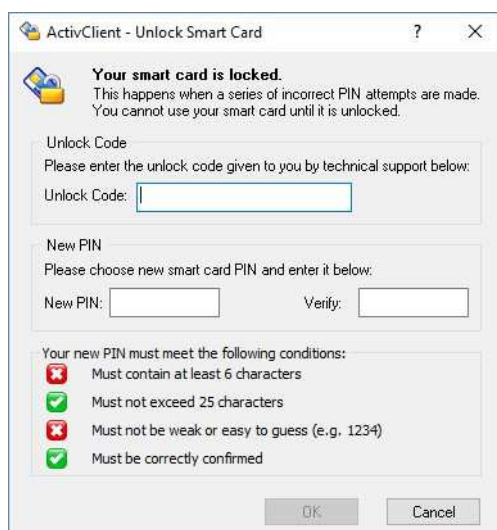 ActivClient - Unlock Smart Card
Your smart card is locked.
This happens when a series of incorrect PIN attempts are made.
You cannot use your smart card until it is unlocked.
Unlock Code
Please enter the unlock code given to you by technical support below:
Unlock Code:
New PIN
Please choose new smart card PIN and enter it below:
New PIN: Verify:
Your new PIN must meet the following conditions:
Must contain at least 6 characters
Must not exceed 25 characters
Must not be weak or easy to guess (e.g. 1234)
Must be correctly confirmed
OK Cancel